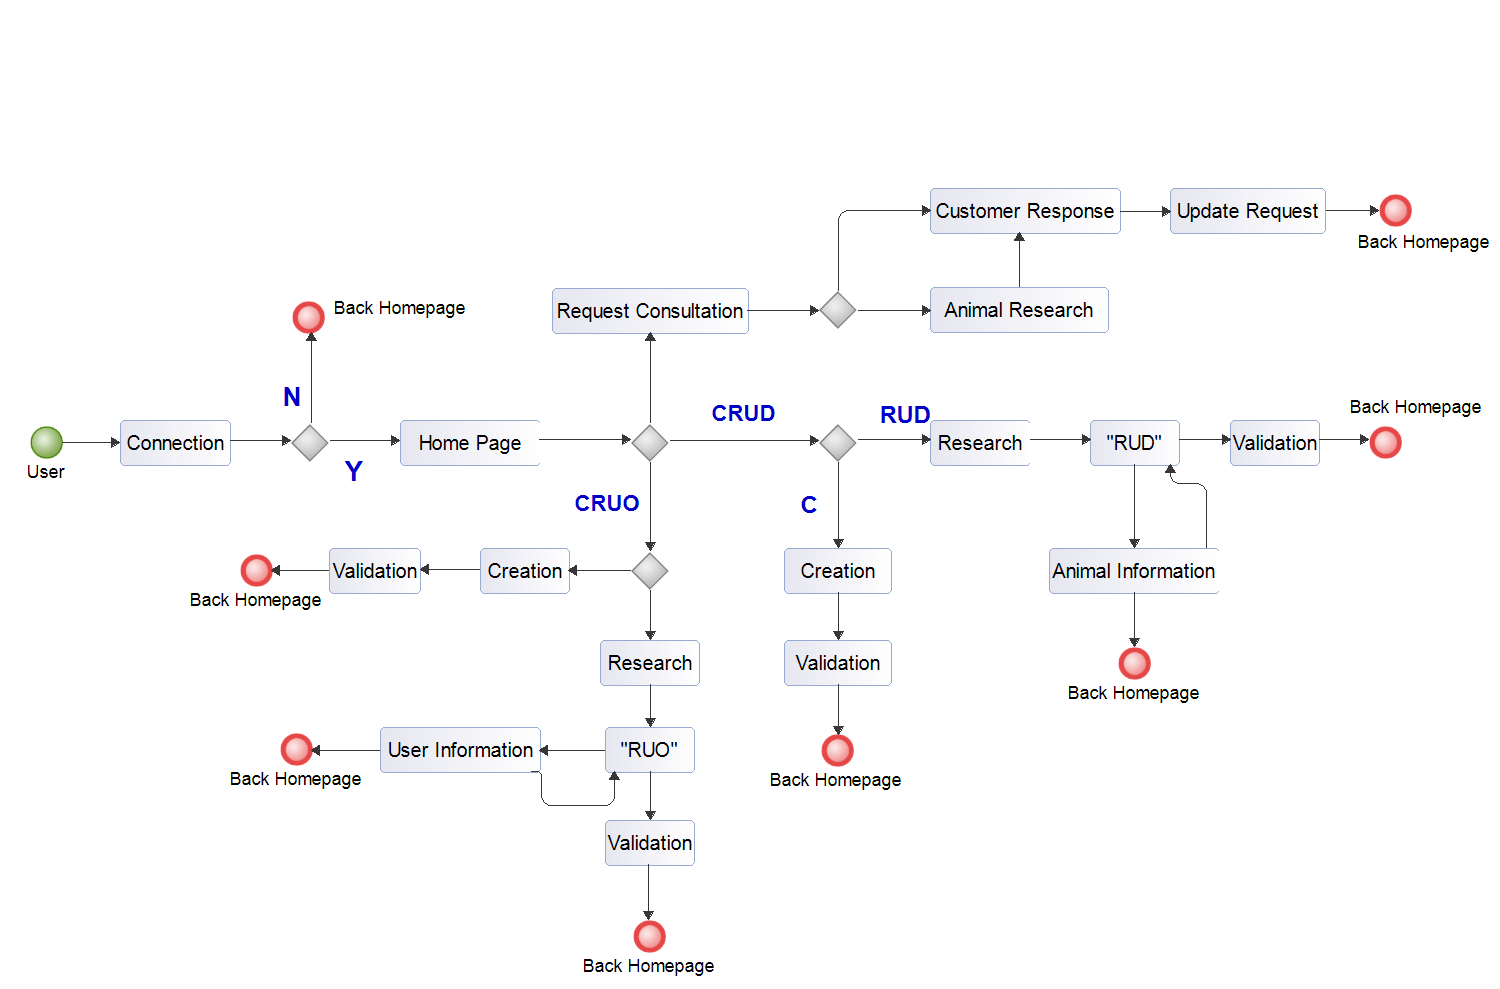 Customer Response
Update Request
Back Homepage
Back Homepage
Request Consultation
Animal Research
N
CRUD
RUD
Back Homepage
User
Connection
Y
Home Page
Research
"RUD"
Validation
CRUO
C
Back Homepage
Validation
Creation
Creation
Animal Information
Research
Validation
Back Homepage
Back Homepage
User Information
"RUO"
Back Homepage
Validation
Back Homepage